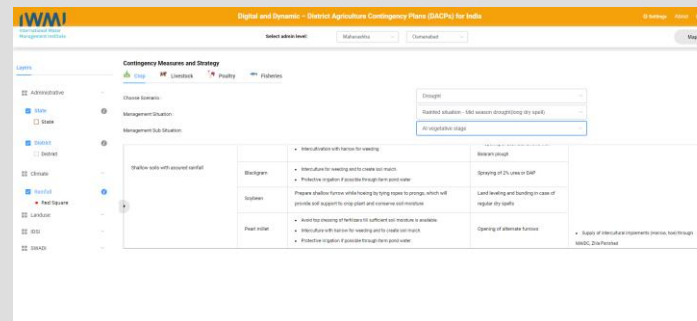 IWMI
International Water
Management Institute
Digital and Dynamic – District Agriculture Contingency Plans (DACPs) for India
Settings
Select admin level:
Maharashtra
Osmanabad
Map
Layers
Contingency Measures and Strategy
Crop
Livestock
Poultry
Fisheries
Administrative
State
State
District
District
Climate
Rainfall
Red Square
Landuse
IDSI
SWADI
Choose Scenario:
Drought
Management Situation:
Rainfed situation - Mid season drought(long dry spell)
Management Sub Situation:
At vegetative stage
Interculturation with harrow for weeding
Baliram plough
Shallow soils with assured rainfall
Blackgram
Interculture for weeding and to create soil mulch.
Protective irrigation if possible through farm pond water
Spraying of 2% urea or DAP
Soybean
Prepare shallow furrow while hoeing by tying ropes to prongs, which will
provide soil support to crop plant and conserve soil moisture
Land leveling and bunding in case of
regular dry spells
Pearl millet
Avoid top dressing of fertilizers till sufficient soil moisture is available.
Interculture with harrow for weeding and to create soil mulch.
Protective irrigation if possible through farm pond water
Opening of alternate furrows
Supply of intercultural implements (harrow, hoe) through
MAIDC, Zilla Parishad